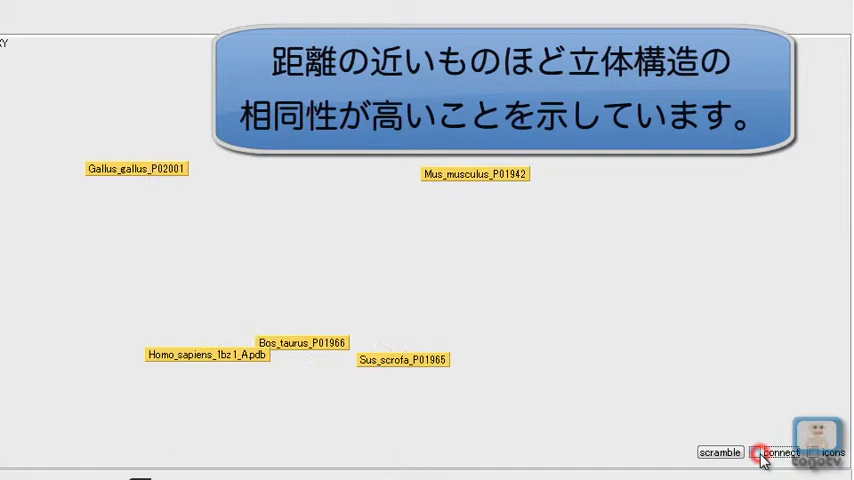 距離の近いものほど立体構造の
相同性が高いことを示しています。
Gallus_gallus_P02001
Mus_musculus_P01942
Bos_taurus_P01966
Homo_sapiens_1bz1_A.pdb
Sus_scrofa_P01965
scramble
connect
icons
togotv